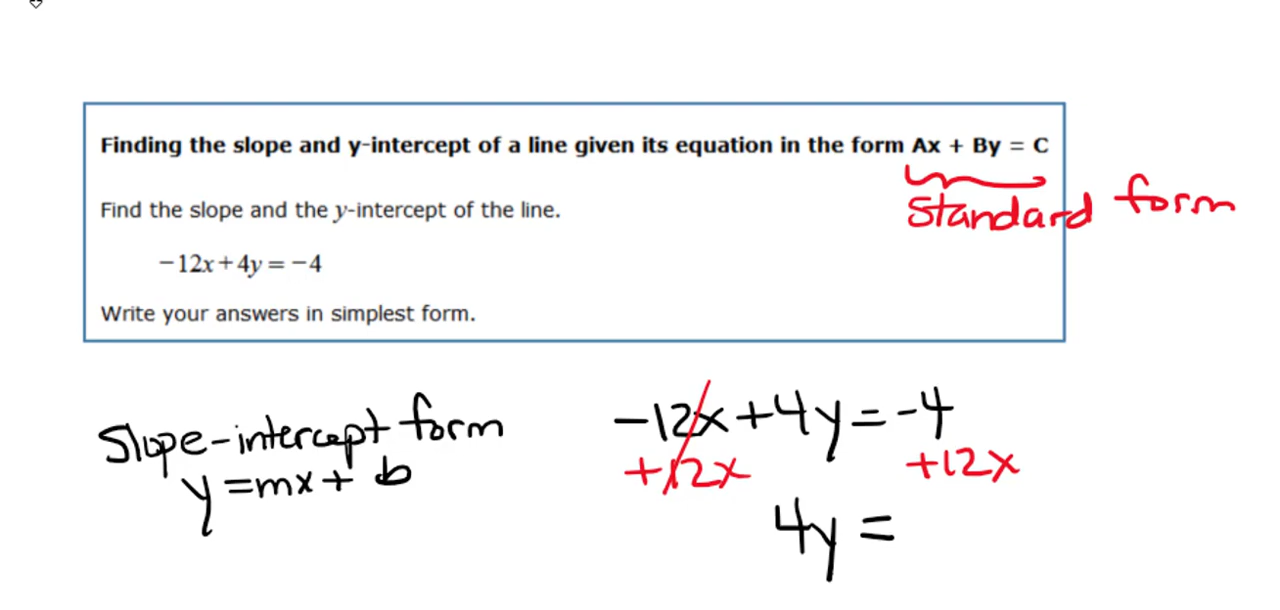 Finding the slope and y-intercept of a line given its equation in the form Ax + By = C
Standard form
Find the slope and the y-intercept of the line.
−12x+4y=−4
Write your answers in simplest form.
Slope-intercept form
y=mx+b
-12x+4y=-4
+12x +12x
4y=